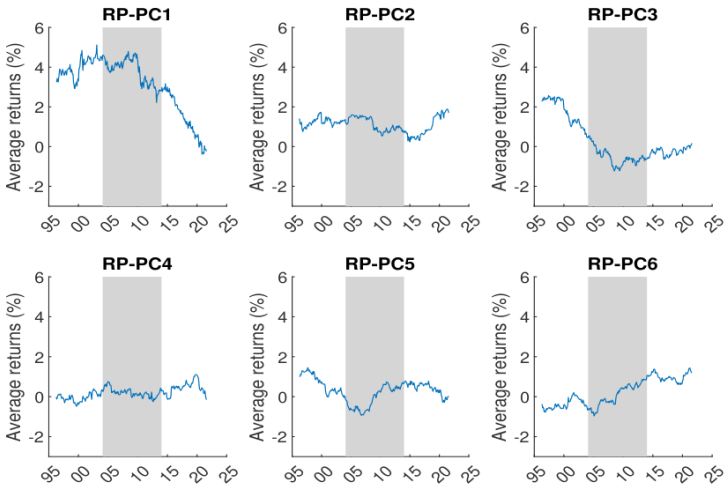 RP-PC1 RP-PC2 RP-PC3
Average returns (%) 6 4 2 0 -2 Average returns (%) 6 4 2 0 -2 Average returns (%) 6 4 2 0 -2
95 00 05 10 15 20 25 95 00 05 10 15 20 25 95 00 05 10 15 20 25
RP-PC4 RP-PC5 RP-PC6
Average returns (%) 6 4 2 0 -2 Average returns (%) 6 4 2 0 -2 Average returns (%) 6 4 2 0 -2
95 00 05 10 15 20 25 95 00 05 10 15 20 25 95 00 05 10 15 20 25